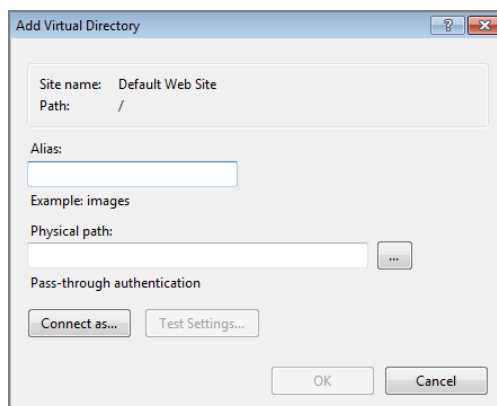 Add Virtual Directory
Site name: Default Web Site
Path: /
Alias:
Example: images
Physical path:
...
Pass-through authentication
Connect as... Test Settings...
OK Cancel